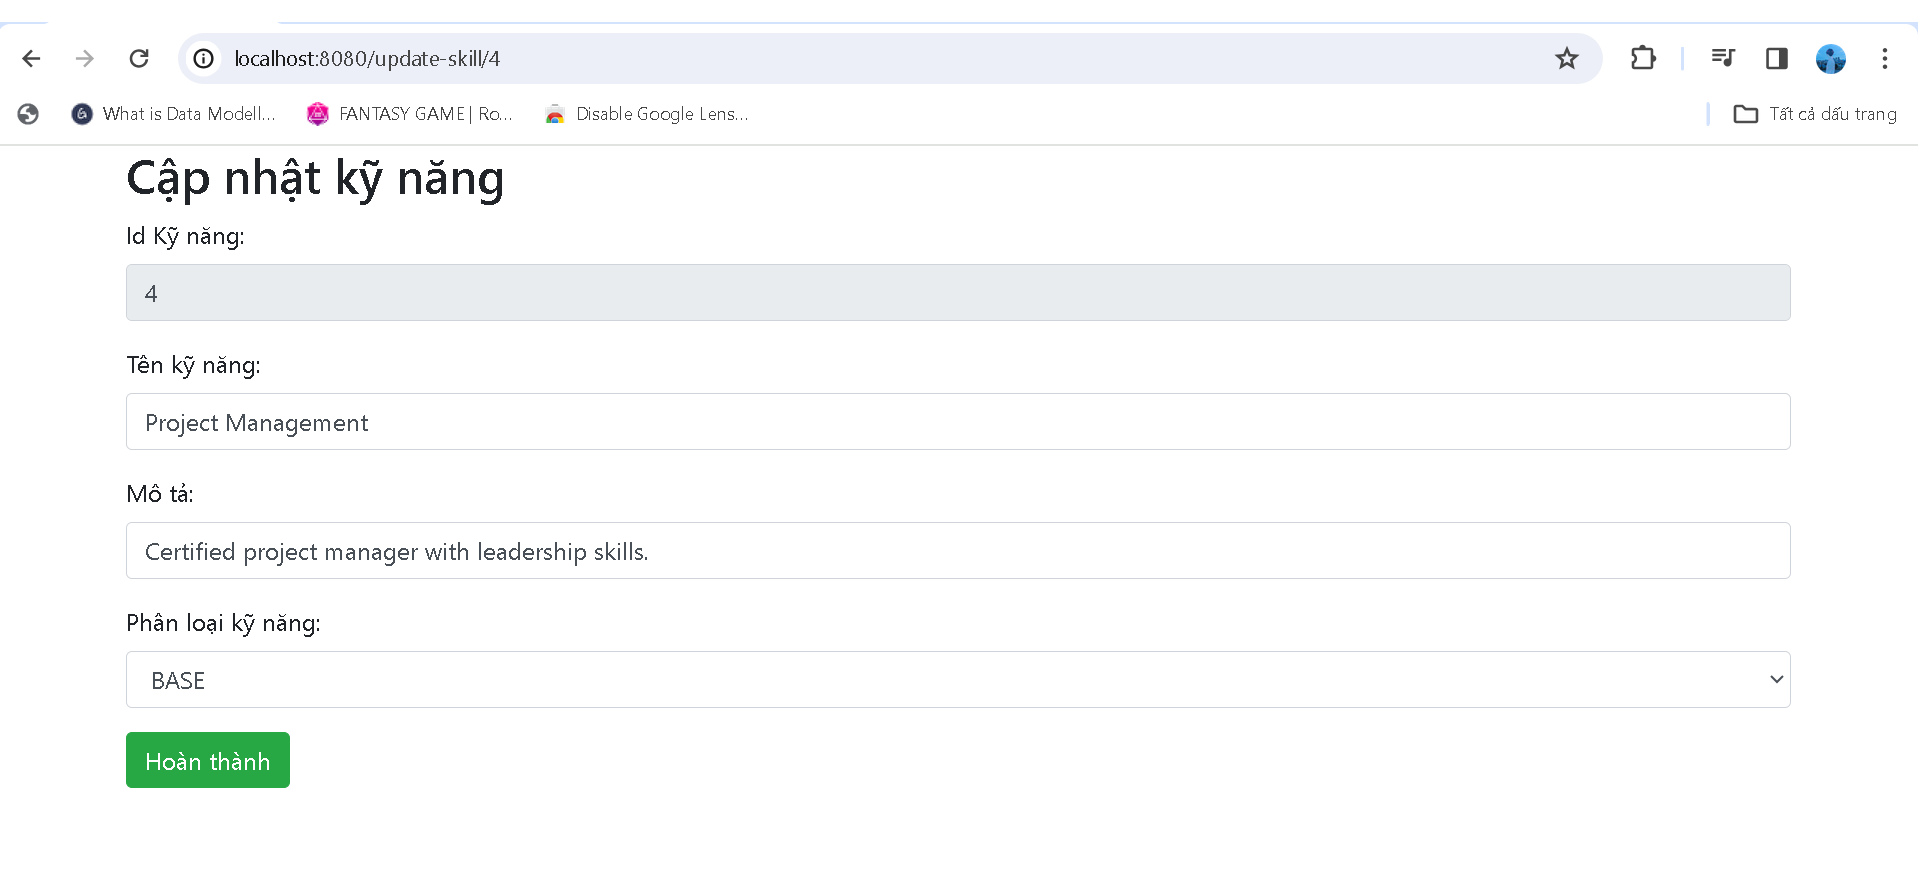 localhost:8080/update-skill/4
What is Data Modell... FANTASY GAME | Ro... Disable Google Lens... Tất cả dấu trang
Cập nhật kỹ năng
Id Kỹ năng:
4
Tên kỹ năng:
Project Management
Mô tả:
Certified project manager with leadership skills.
Phân loại kỹ năng:
BASE
Hoàn thành